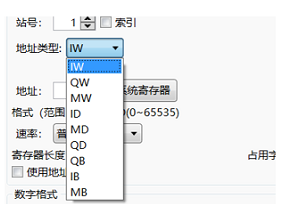 站号: 1 索引
地址类型: IW
IW
QW
MW
ID
MD
QD
QB
IB
MB
地址: 系统寄存器
格式 (范围 (0~65535)
速率: 普
寄存器长度 占用字
使用地址
数字格式